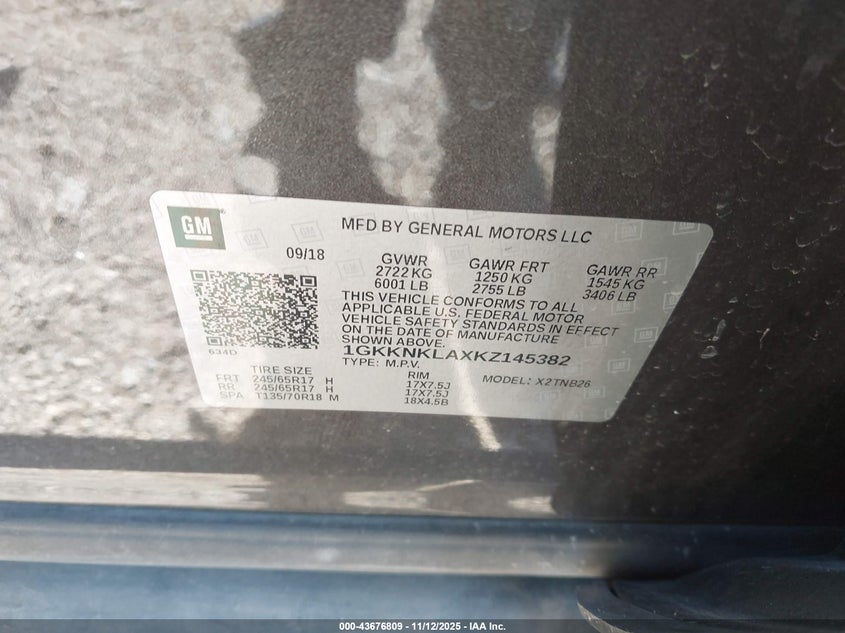 GM
MFD BY GENERAL MOTORS LLC
09/18
GVWR GAWR FRT GAWR RR
2722 KG 1250 KG 1545 KG
6001 LB 2755 LB 3406 LB
THIS VEHICLE CONFORMS TO ALL
APPLICABLE U.S. FEDERAL MOTOR
VEHICLE SAFETY STANDARDS IN EFFECT
ON THE DATE OF MANUFACTURE
SHOWN ABOVE.
634D
1GKKNKLAXKZ145382
TYPE: M.P.V. MODEL: X2TNB26
TIRE SIZE RIM
FRT 245/65R17 H 17X7.5J
RR 245/65R17 H 17X7.5J
SPA T135/70R18 M 18X4.5B
000-43676809 - 11/12/2025 - IAA Inc.